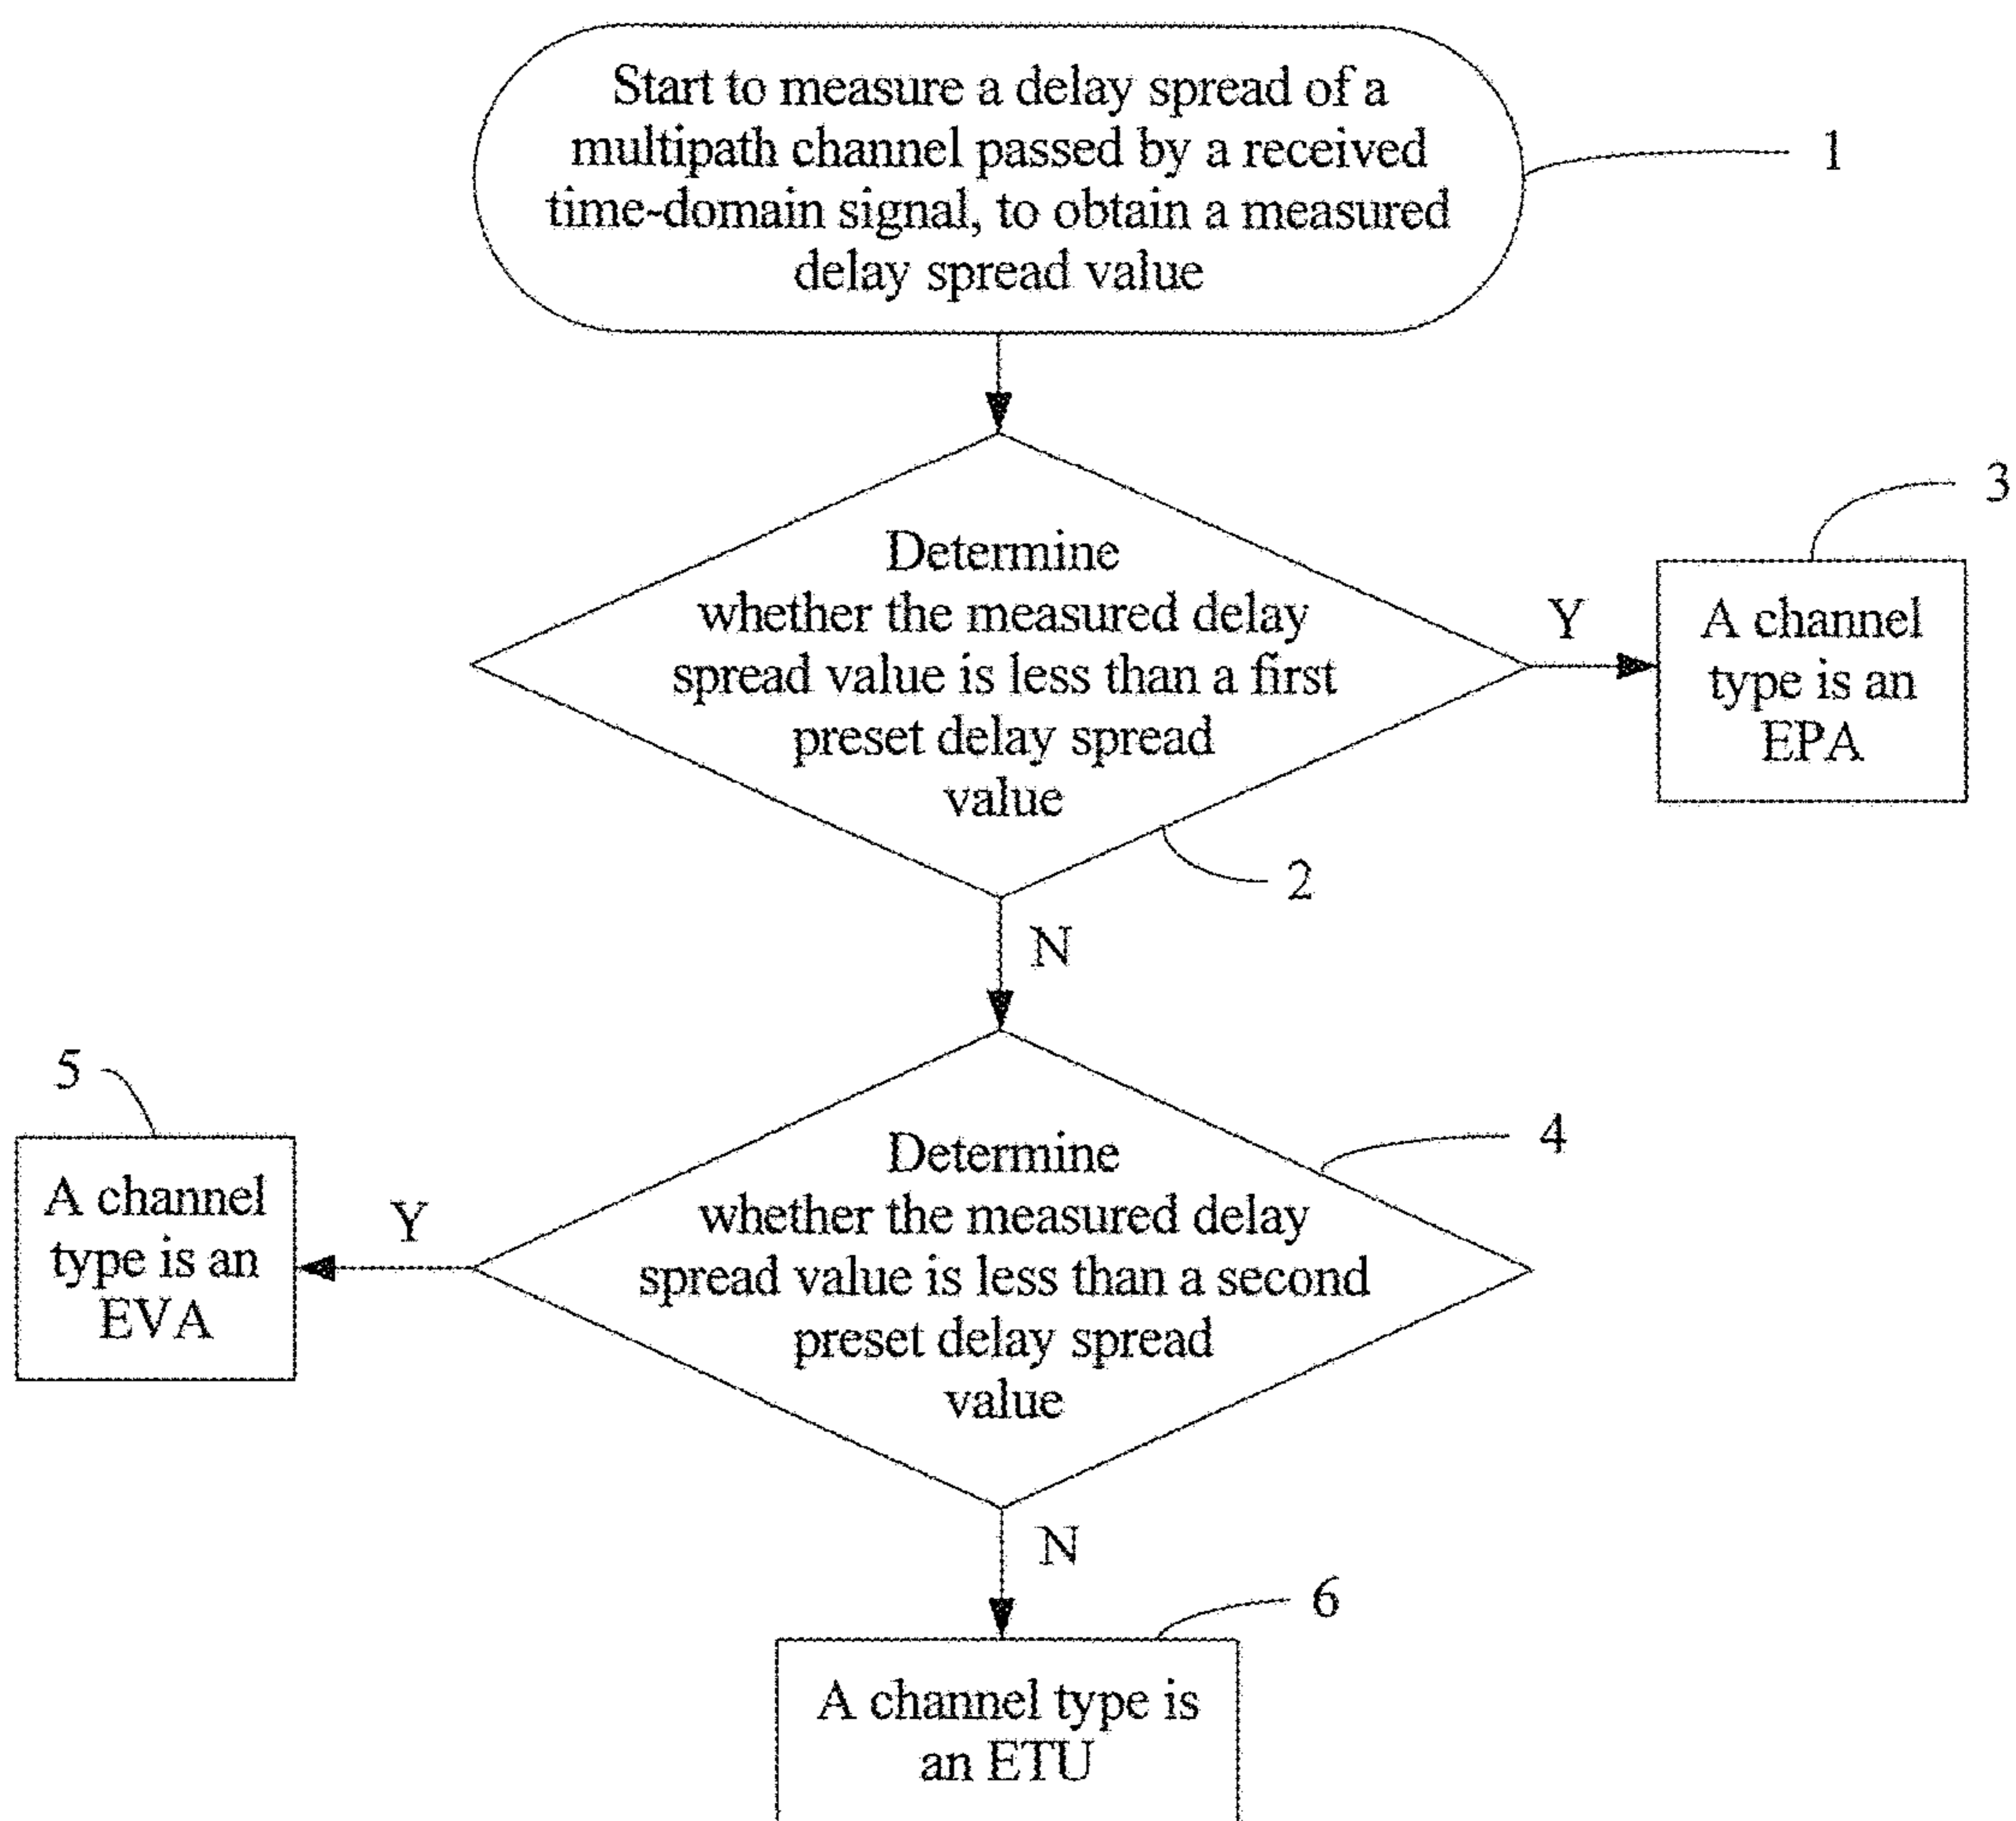 Start to measure a delay spread of a
multipath channel passed by a received
time-domain signal, to obtain a measured
delay spread value
1
Determine
whether the measured delay
spread value is less than a first
preset delay spread
value
2
Y
3
A channel
type is an
EPA
N
Determine
whether the measured delay
spread value is less than a second
preset delay spread
value
4
Y
5
A channel
type is an
EVA
N
6
A channel type is
an ETU